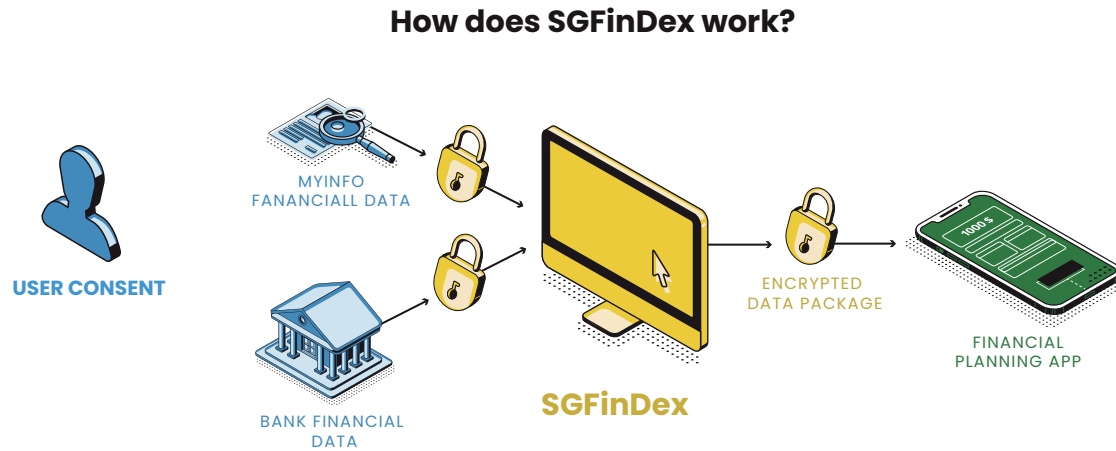 How does SGFinDex work?
MYINFO
FANANCIALL DATA
USER CONSENT
BANK FINANCIAL
DATA
SGFinDex
ENCRYPTED
DATA PACKAGE
1000 $
FINANCIAL
PLANNING APP